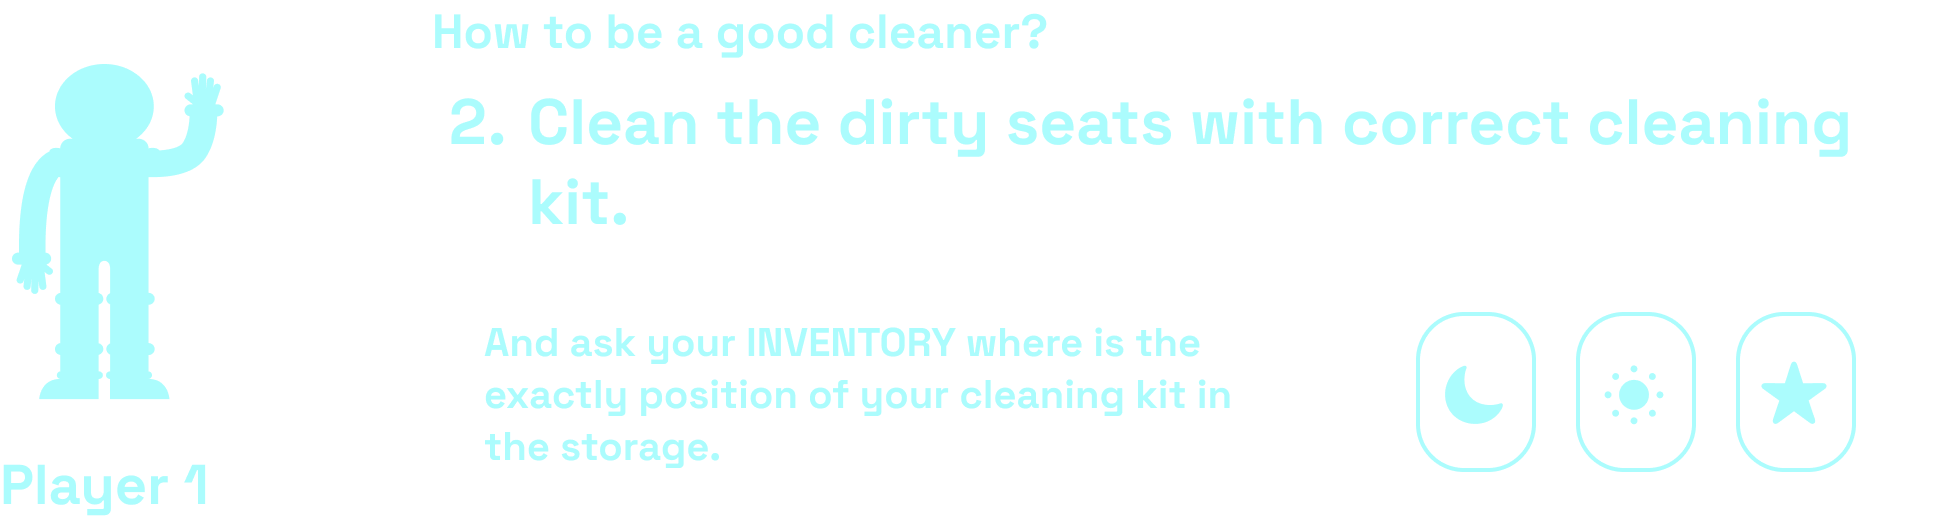 How to be a good cleaner?
2. Clean the dirty seats with correct cleaning
kit.
And ask your INVENTORY where is the
exactly position of your cleaning kit in
the storage.
Player 1